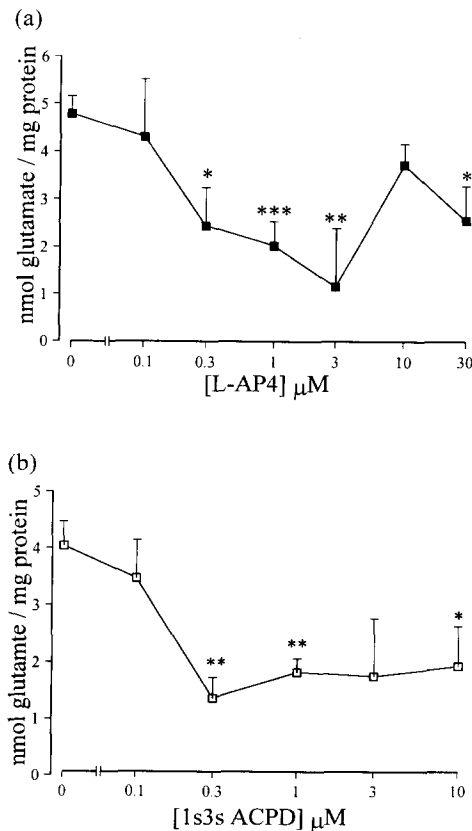 (a)
nmol glutamate / mg protein
6
5
*
4
***
*
**
3
2
1
0
0 0.1 0.3 1 3 10 30
[L-AP4] μM
(b)
nmol glutamte / mg protein
5
4
3
*
** **
2
1
0
0 0.1 0.3 1 3 10
[1s3s ACPD] μM